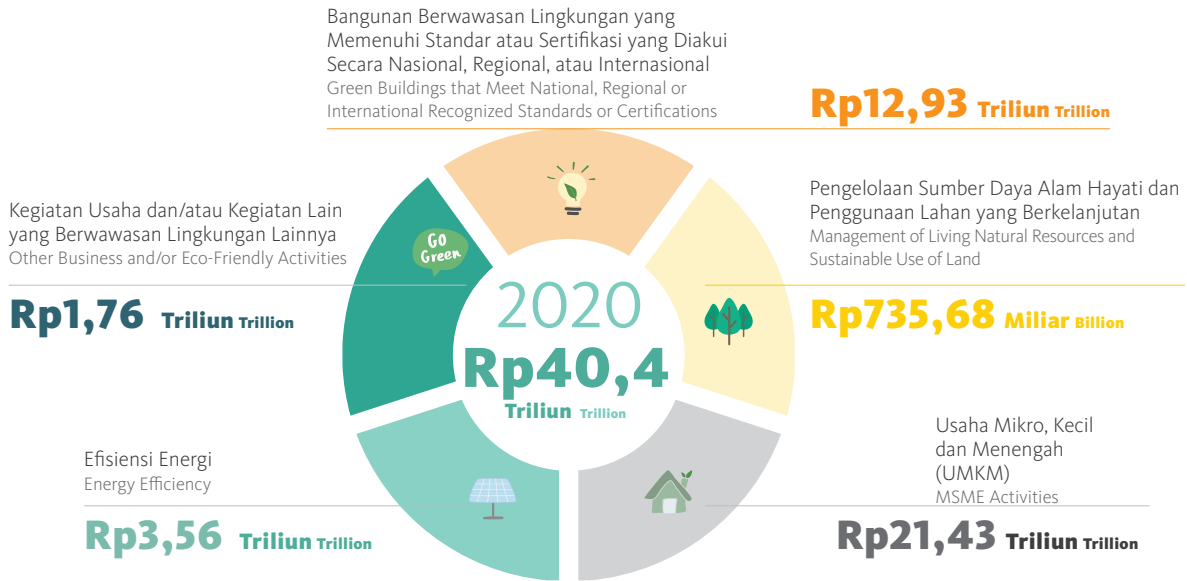 Bangunan Berwawasan Lingkungan yang
Memenuhi Standar atau Sertifikasi yang Diakui
Secara Nasional, Regional, atau Internasional
Green Buildings that Meet National, Regional or
International Recognized Standards or Certifications
Rp12,93 Triliun Trillion
Kegiatan Usaha dan/atau Kegiatan Lain
yang Berwawasan Lingkungan Lainnya
Other Business and/or Eco-Friendly Activities
Rp1,76 Triliun Trillion
Go
Green
Pengelolaan Sumber Daya Alam Hayati dan
Penggunaan Lahan yang Berkelanjutan
Management of Living Natural Resources and
Sustainable Use of Land
Rp735,68 Miliar Billion
2020
Rp40,4
Triliun Trillion
Efisiensi Energi
Energy Efficiency
Rp3,56 Triliun Trillion
Usaha Mikro, Kecil
dan Menengah
(UMKM)
MSME Activities
Rp21,43 Triliun Trillion